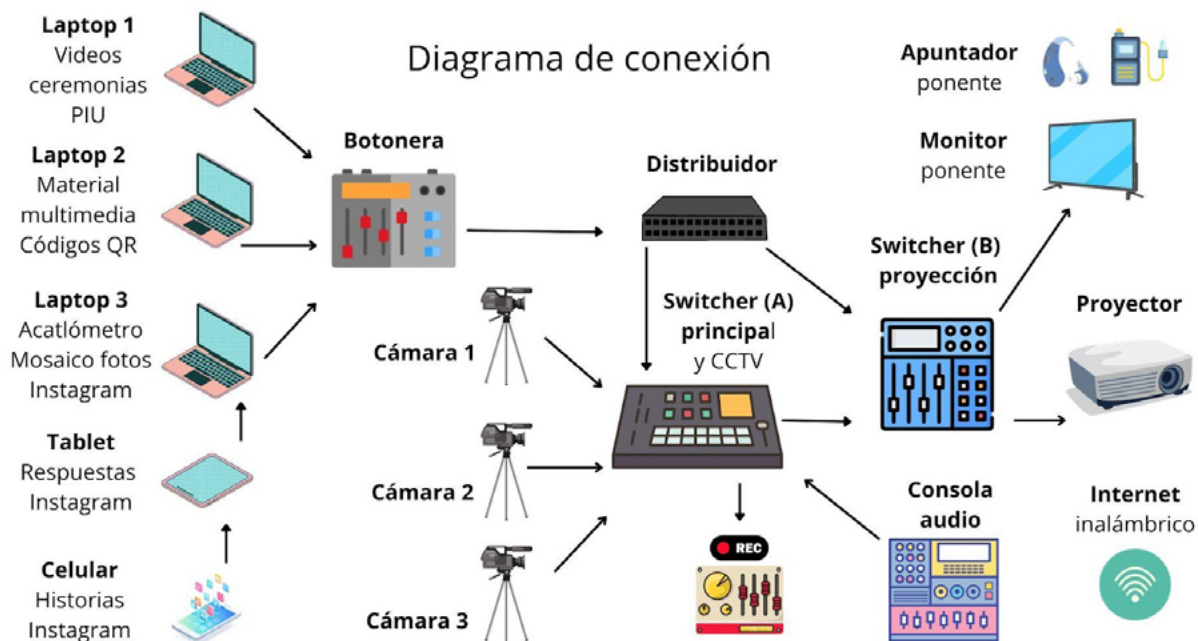 Diagrama de conexión
Laptop 1
Videos
ceremonias
PIU
Laptop 2
Material
multimedia
Códigos QR
Laptop 3
Acatlómetro
Mosaico fotos
Instagram
Tablet
Respuestas
Instagram
Celular
Historias
Instagram
Botonera
Cámara 1
Cámara 2
Cámara 3
Distribuidor
Switcher (A)
principal
y CCTV
REC
Switcher (B)
proyección
Consola
audio
Apuntador
ponente
Monitor
ponente
Proyector
Internet
inalámbrico